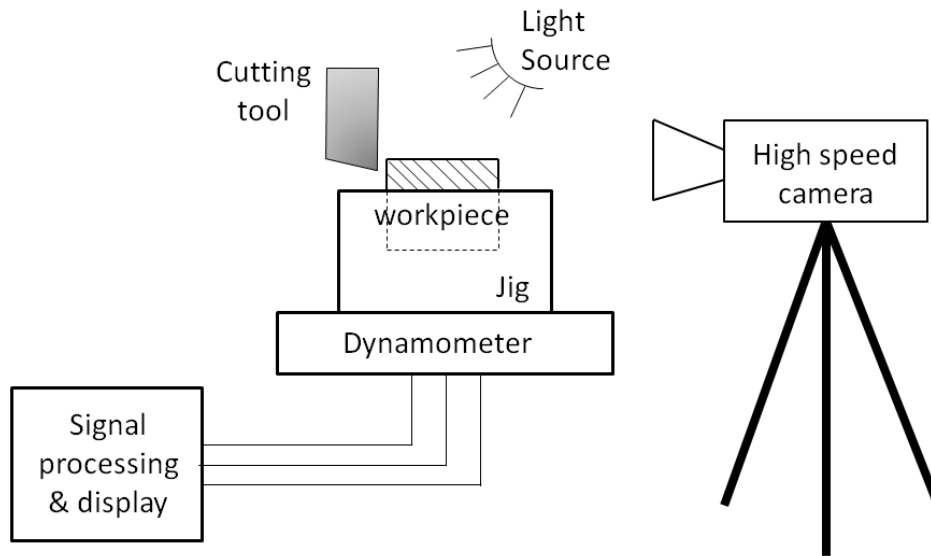 Light
Source
Cutting
tool
High speed
camera
workpiece
Jig
Dynamometer
Signal
processing
& display